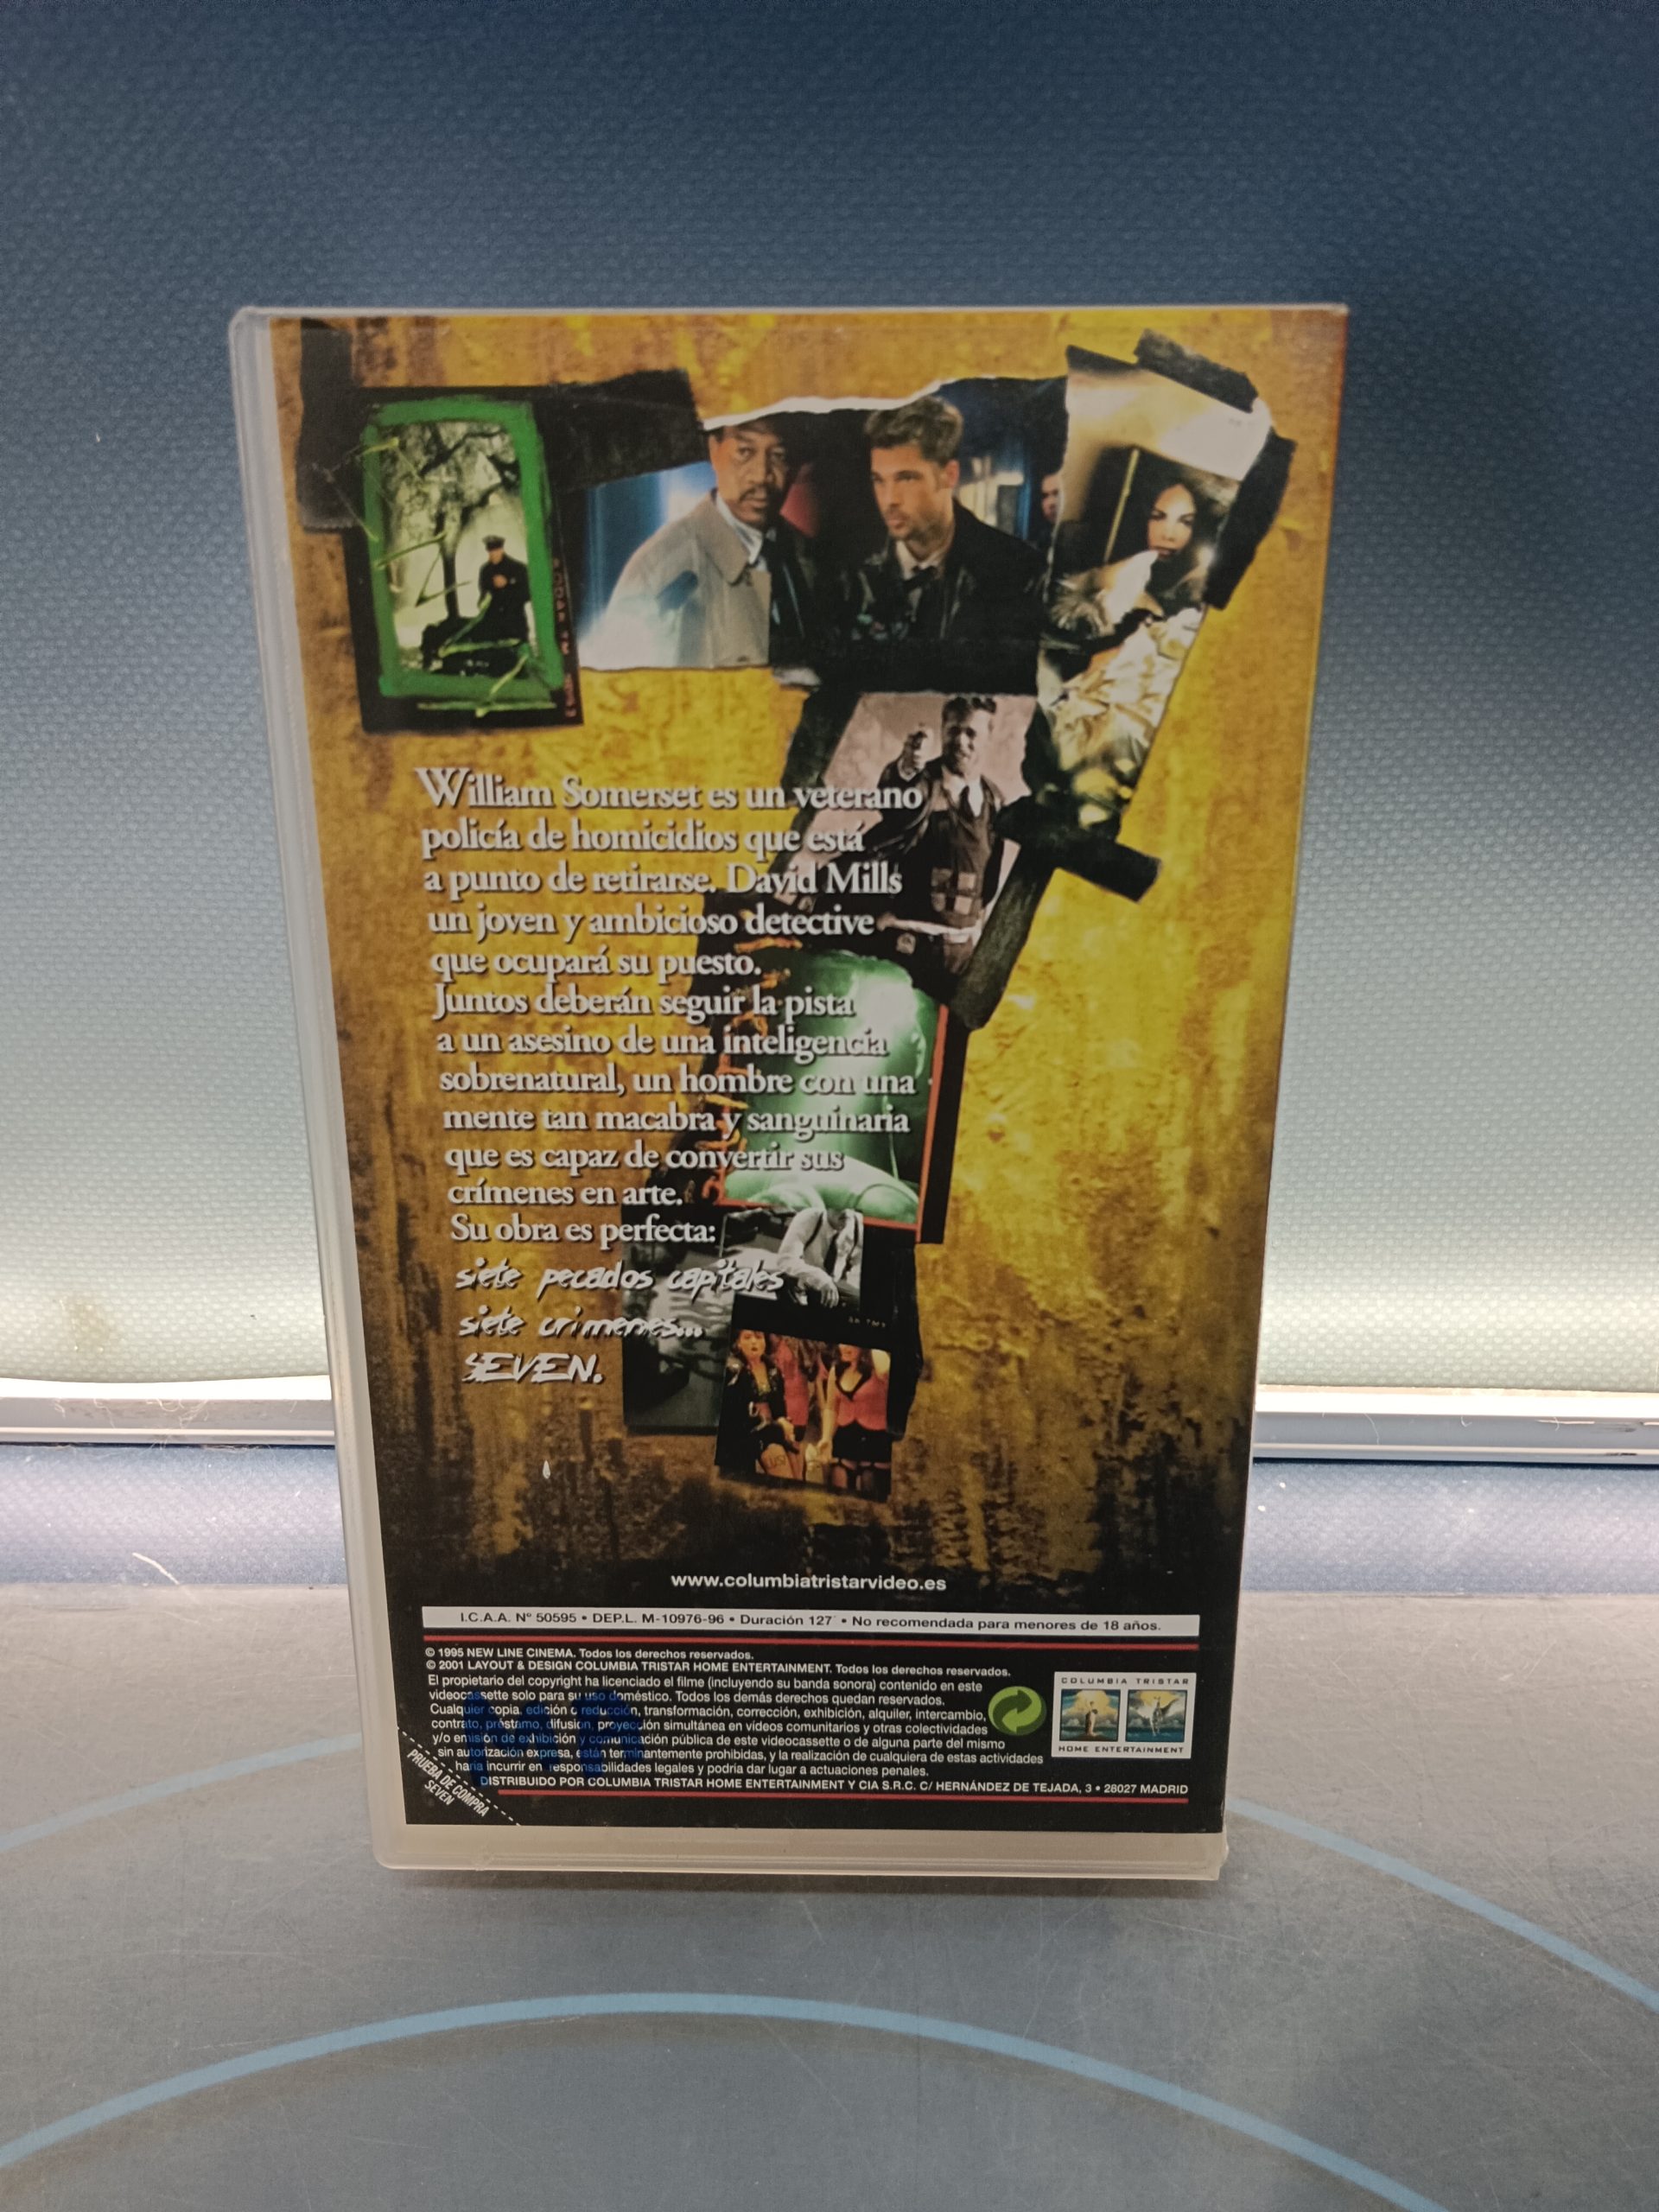 William Somerset es un veterano
policía de homicidios que está
a punto de retirarse. David Mills
un joven y ambicioso detective
que ocupará su puesto.
Juntos deberán seguir la pista
a un asesino de una inteligencia
sobrenatural, un hombre con una
mente tan macabra y sanguinaria
que es capaz de convertir sus
crímenes en arte.
Su obra es perfecta:
siete pecados capitales
siete crimenes...
SEVEN.
www.columbiatristarvideo.es
I.C.A.A. Nº 50595 • DEP.L. M-10976-96 • Duración 127' • No recomendada para menores de 18 años.
© 1995 NEW LINE CINEMA. Todos los derechos reservados.
© 2001 LAYOUT & DESIGN COLUMBIA TRISTAR HOME ENTERTAINMENT. Todos los derechos reservados.
El propietario del copyright ha licenciado el filme (incluyendo su banda sonora) contenido en este
videocassette solo para su uso doméstico. Todos los demás derechos quedan reservados.
Cualquier copia, edición o reducción, transformación, corrección, exhibición, alquiler, intercambio,
contrato, préstamo, difusion, proyección simultánea en vídeos comunitarios y otras colectividades
y/o emisión de exhibición y comunicación pública de este videocassette o de alguna parte del mismo
sin autorización expresa, están terminantemente prohibidas, y la realización de cualquiera de estas actividades
haría incurrir en responsabilidades legales y podría dar lugar a actuaciones penales.
DISTRIBUIDO POR COLUMBIA TRISTAR HOME ENTERTAINMENT Y CIA S.R.C. C/ HERNÁNDEZ DE TEJADA, 3 • 28027 MADRID
COLUMBIA TRISTAR
HOME ENTERTAINMENT
PRUEBA DE COMPRA
SEVEN